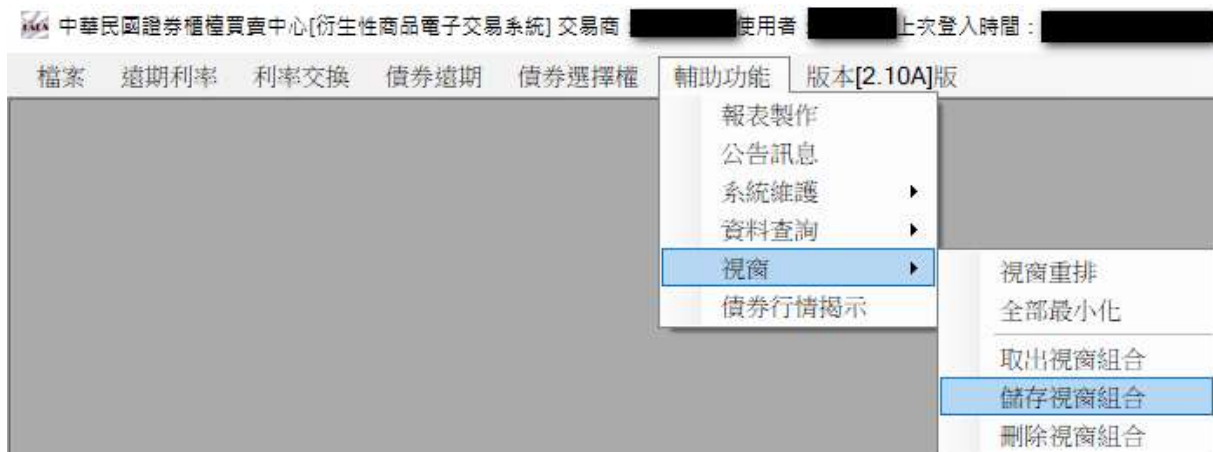 中華民國證券櫃檯買賣中心[衍生性商品電子交易系統] 交易商： 使用者： 上次登入時間：
檔案 遠期利率 利率交換 債券遠期 債券選擇權 輔助功能 版本[2.10A]版
報表製作
公告訊息
系統維護
資料查詢
視窗
債券行情揭示
視窗重排
全部最小化
取出視窗組合
儲存視窗組合
刪除視窗組合